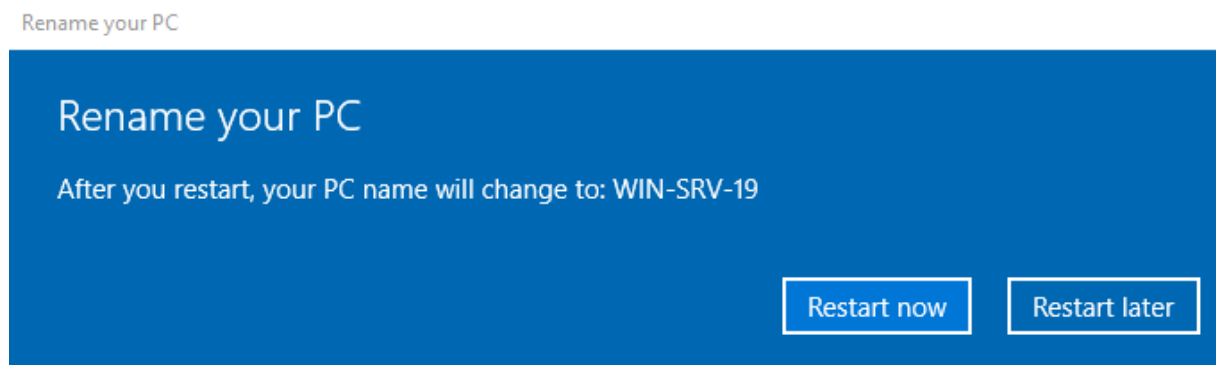 Rename your PC
Rename your PC
After you restart, your PC name will change to: WIN-SRV-19
Restart now
Restart later